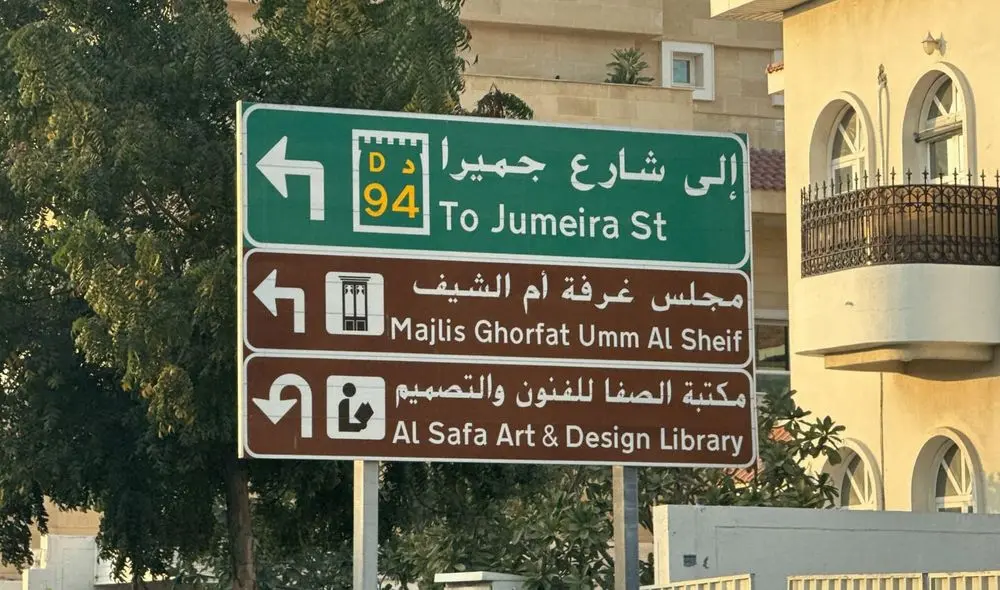 إلى شارع جميرا
D د
94
To Jumeira St
مجلس غرفة أم الشيف
Majlis Ghorfat Umm Al Sheif
مكتبة الصفا للفنون والتصميم
Al Safa Art & Design Library